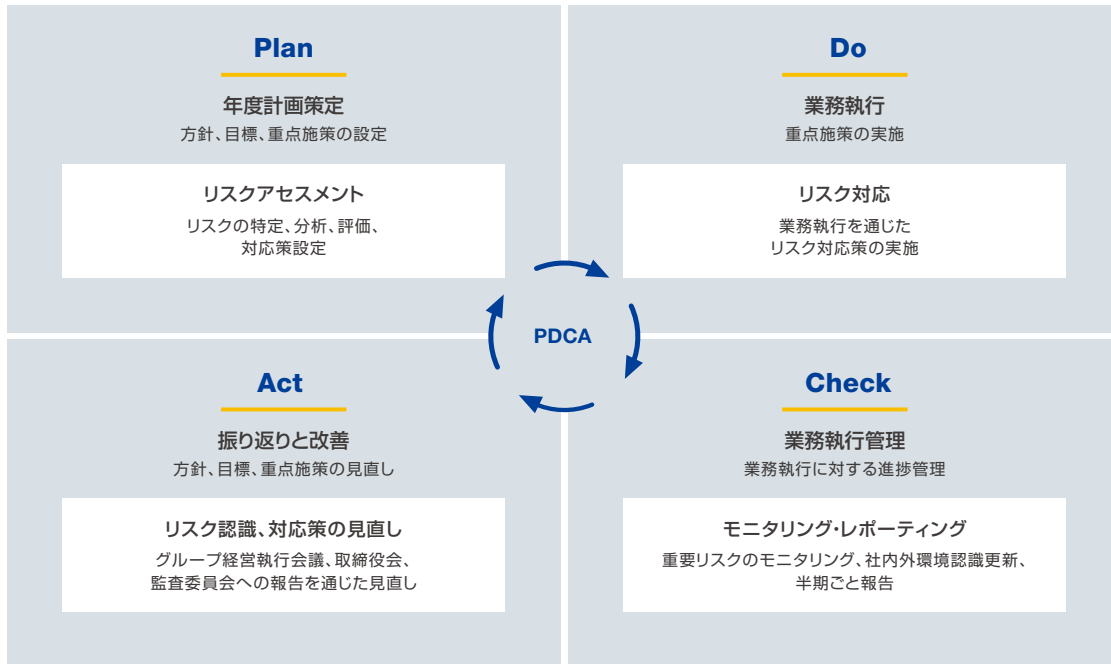 Plan
年度計画策定
方針、目標、重点施策の設定
リスクアセスメント
リスクの特定、分析、評価、
対応策設定
Do
業務執行
重点施策の実施
リスク対応
業務執行を通じた
リスク対応策の実施
PDCA
Act
振り返りと改善
方針、目標、重点施策の見直し
リスク認識、対応策の見直し
グループ経営執行会議、取締役会、
監査委員会への報告を通じた見直し
Check
業務執行管理
業務執行に対する進捗管理
モニタリング・レポーティング
重要リスクのモニタリング、社内外環境認識更新、
半期ごと報告